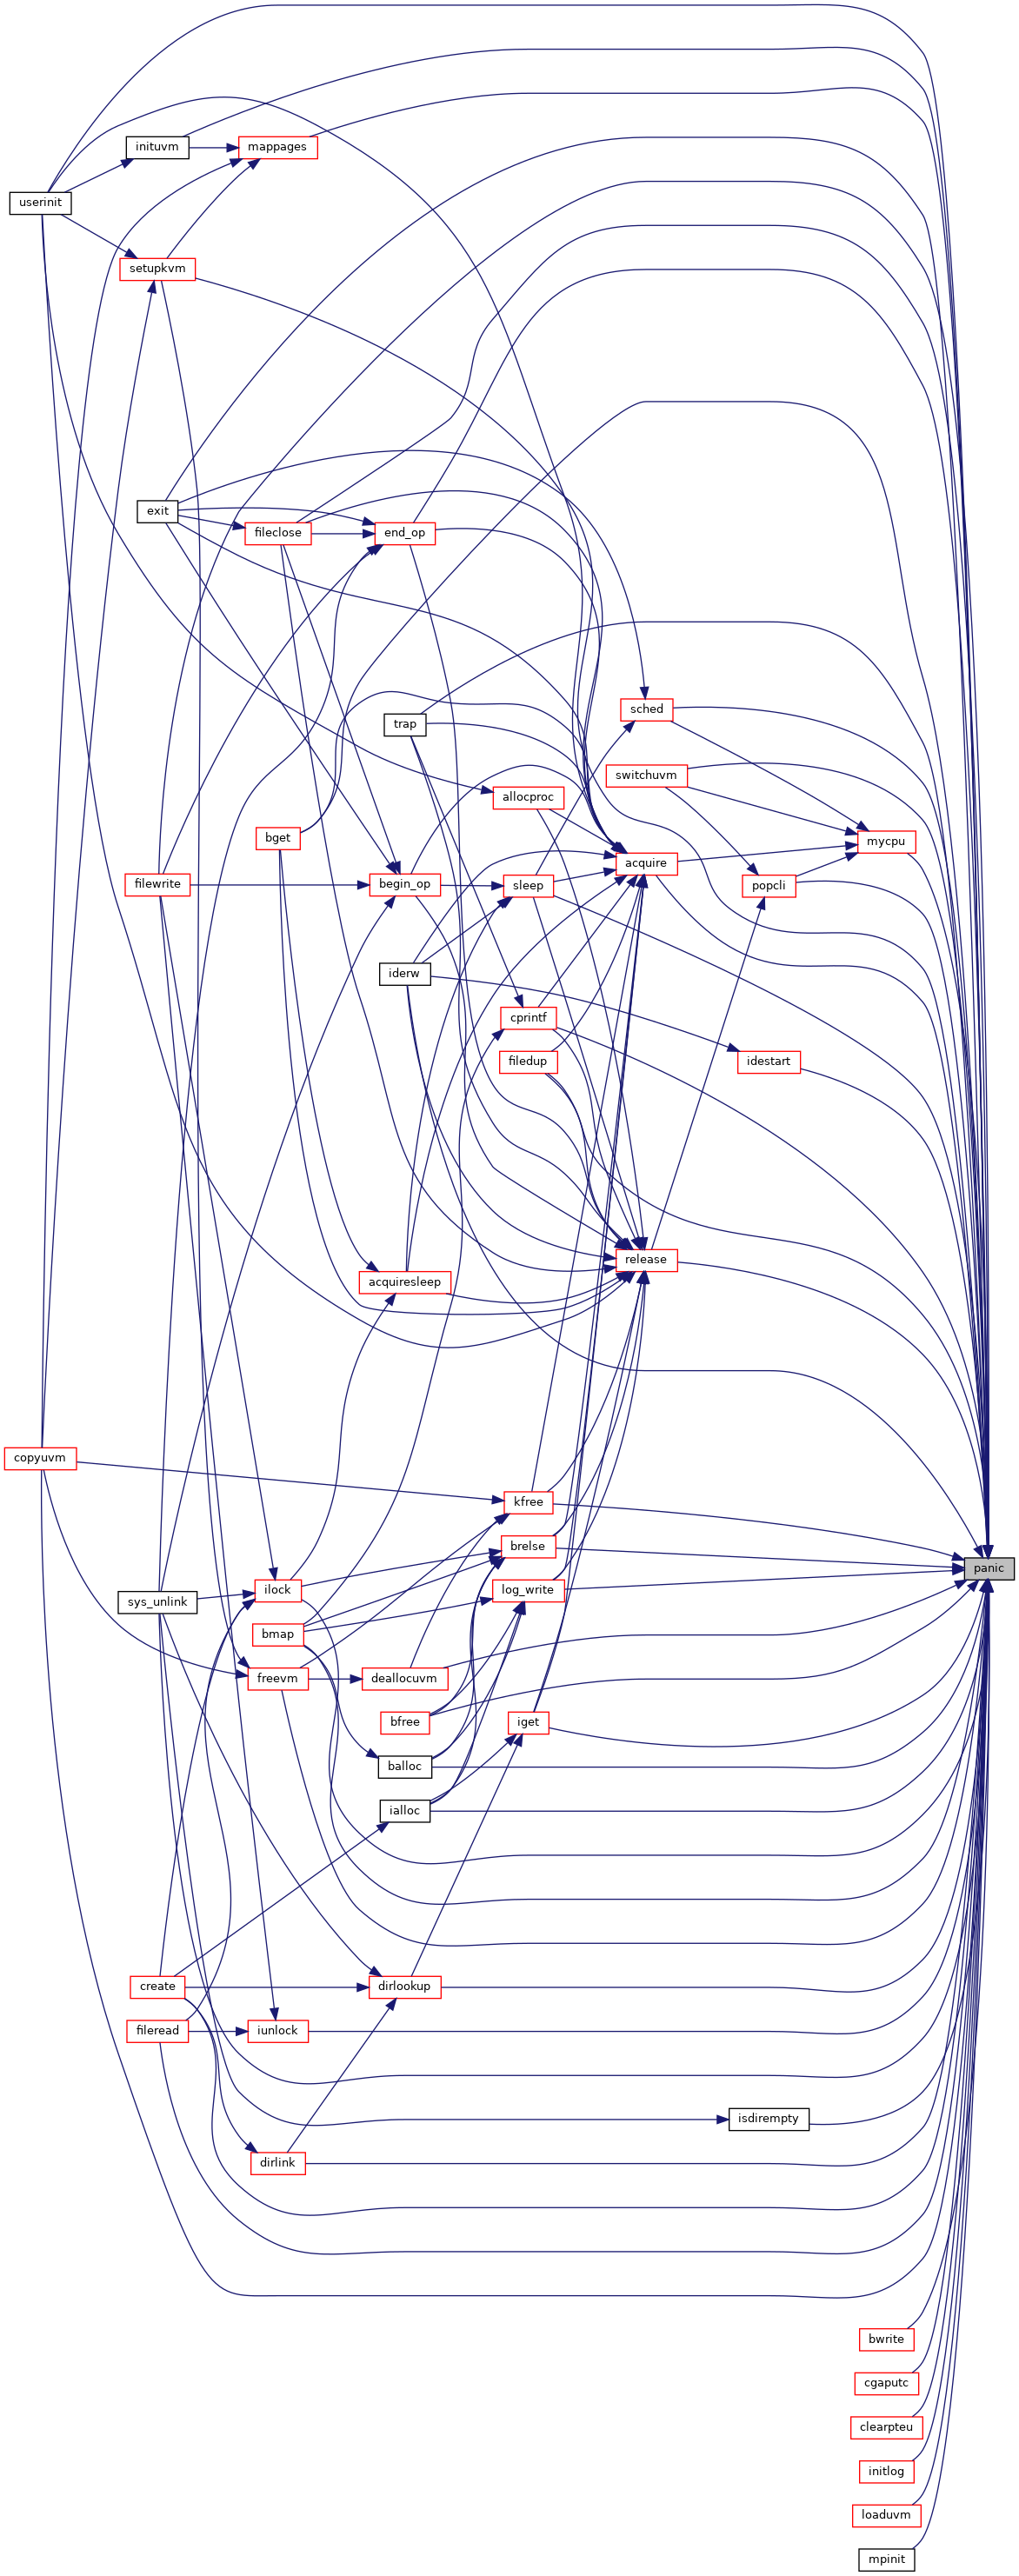 inituvm
mappages
userinit
setupkvm
exit
fileclose
end_op
sched
trap
switchuvm
allocproc
bget
mycpu
acquire
filewrite
begin_op
sleep
popcli
iderw
cprintf
filedup
idestart
release
acquiresleep
copyuvm
kfree
brelse
panic
ilock
log_write
sys_unlink
bmap
freevm
deallocuvm
bfree
iget
balloc
ialloc
create
dirlookup
fileread
iunlock
isdirempty
dirlink
bwrite
cgaputc
clearpteu
initlog
loaduvm
mpinit